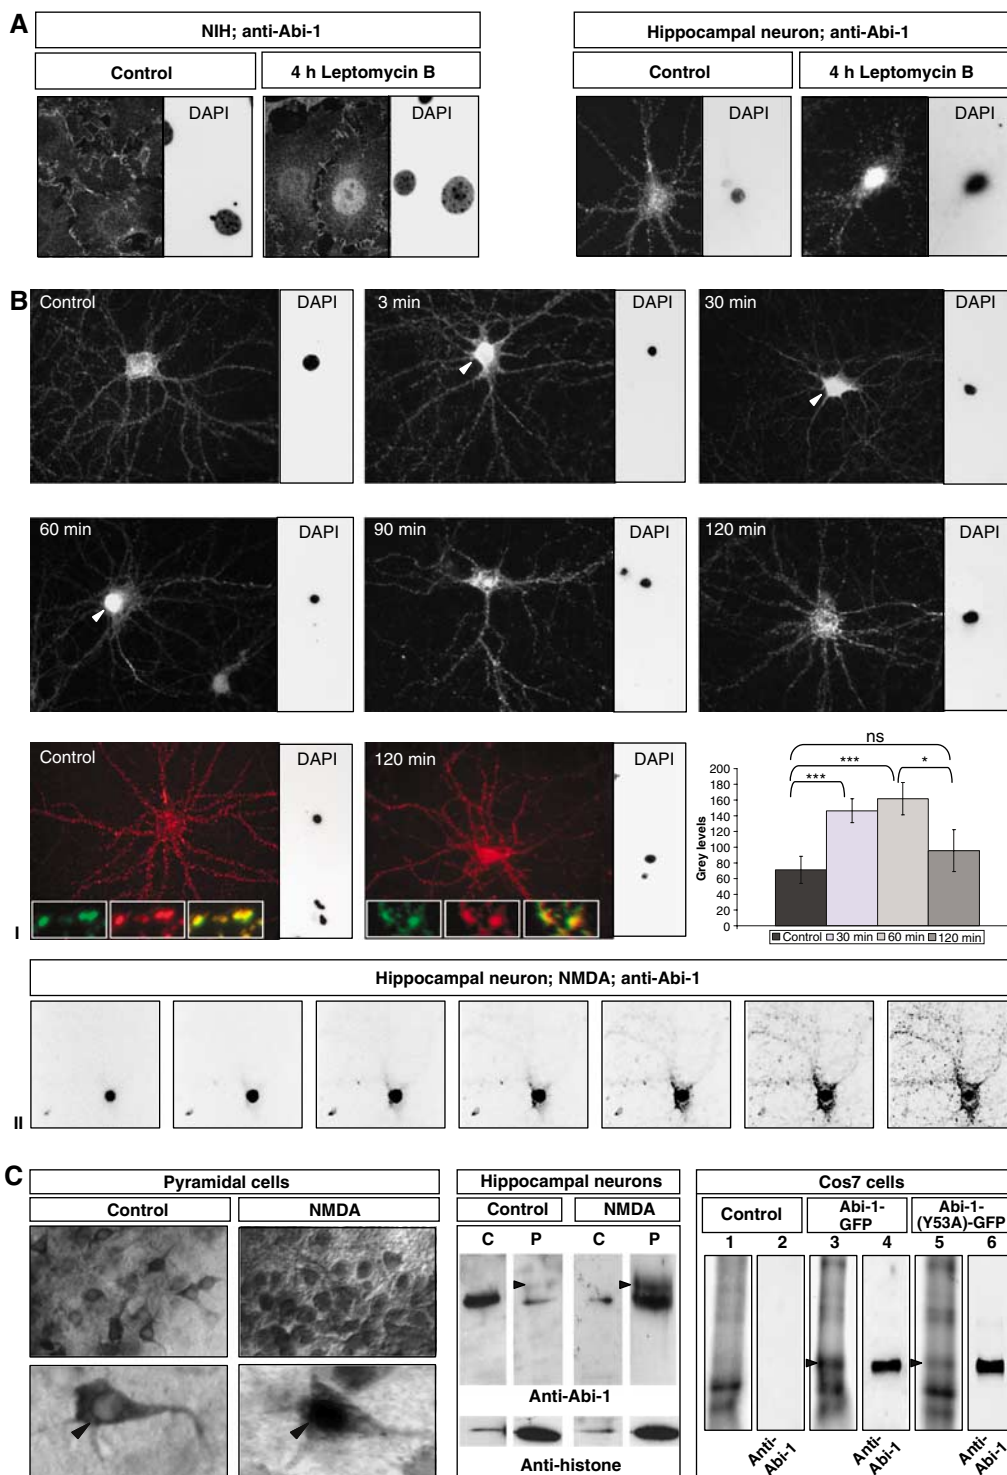 A
NIH; anti-Abi-1
Control
4 h Leptomycin B
DAPI
DAPI
Hippocampal neuron; anti-Abi-1
Control
4 h Leptomycin B
DAPI
DAPI
B
Control
DAPI
3 min
DAPI
30 min
DAPI
60 min
DAPI
90 min
DAPI
120 min
DAPI
Control
DAPI
120 min
DAPI
I
ns
***
*
***
Grey levels
200
180
160
140
120
100
80
60
40
20
0
Control 30 min 60 min 120 min
Hippocampal neuron; NMDA; anti-Abi-1
II
C
Pyramidal cells
Control
NMDA
Hippocampal neurons
Control
NMDA
C P C P
Anti-Abi-1
Anti-histone
Cos7 cells
Control
Abi-1-
GFP
Abi-1-
(Y53A)-GFP
1 2 3 4 5 6
Anti-
Abi-1
Anti-
Abi-1
Anti-
Abi-1